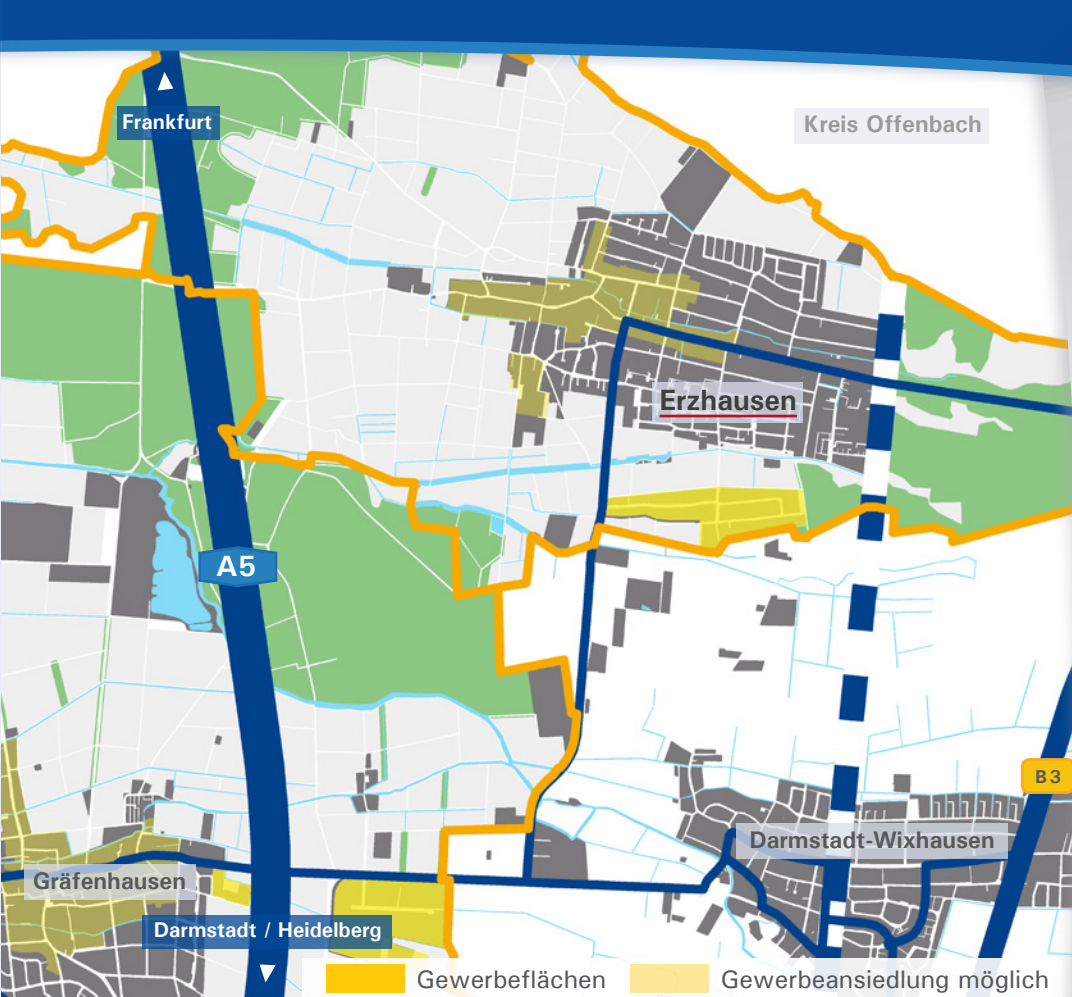 Frankfurt
Kreis Offenbach
Erzhausen
A5
B3
Darmstadt-Wixhausen
Gräfenhausen
Darmstadt / Heidelberg
Gewerbeflächen
Gewerbeansiedlung möglich